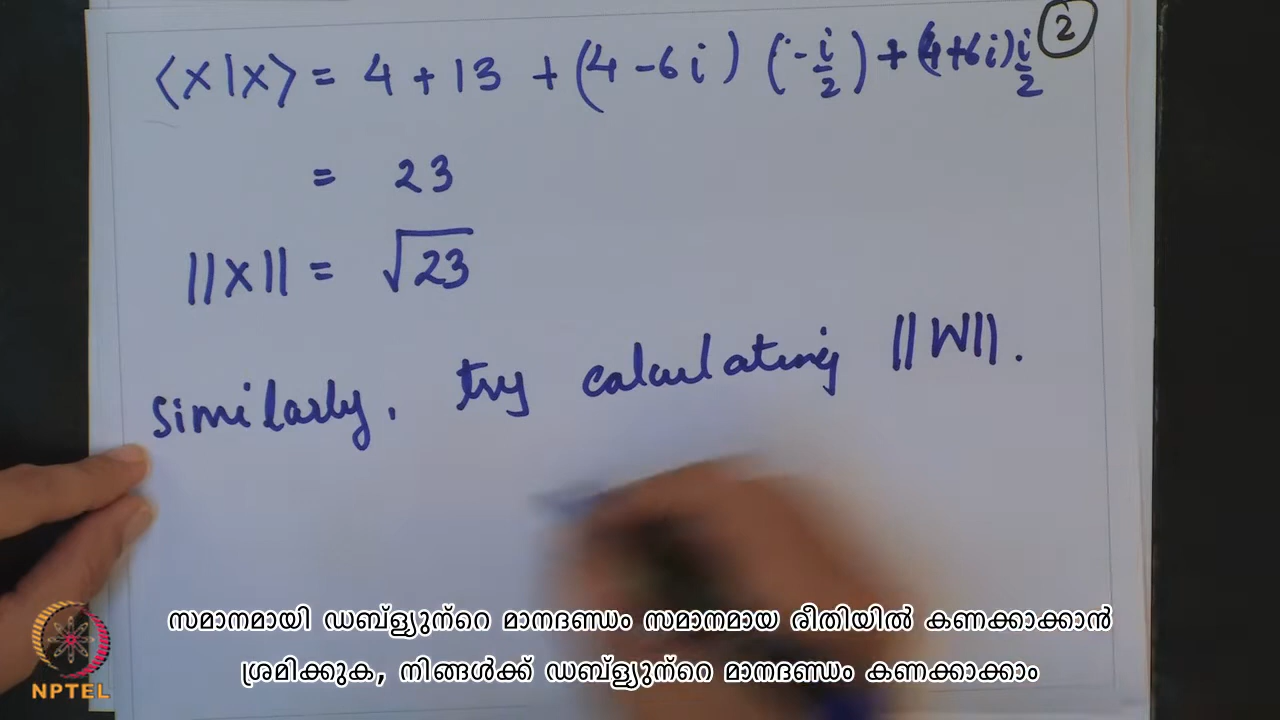 ②
⟨X|X⟩ = 4 + 13 + (4 - 6i) (-i/2) + (4+6i) i/2
= 23
||X|| = √23
Similarly, try calculating ||W||.
സമാനമായി ഡബ്ള്യുന്റെ മാനദണ്ഡം സമാനമായ രീതിയിൽ കണക്കാക്കാൻ
ശ്രമിക്കുക, നിങ്ങൾക്ക് ഡബ്ള്യുന്റെ മാനദണ്ഡം കണക്കാക്കാം
NPTEL